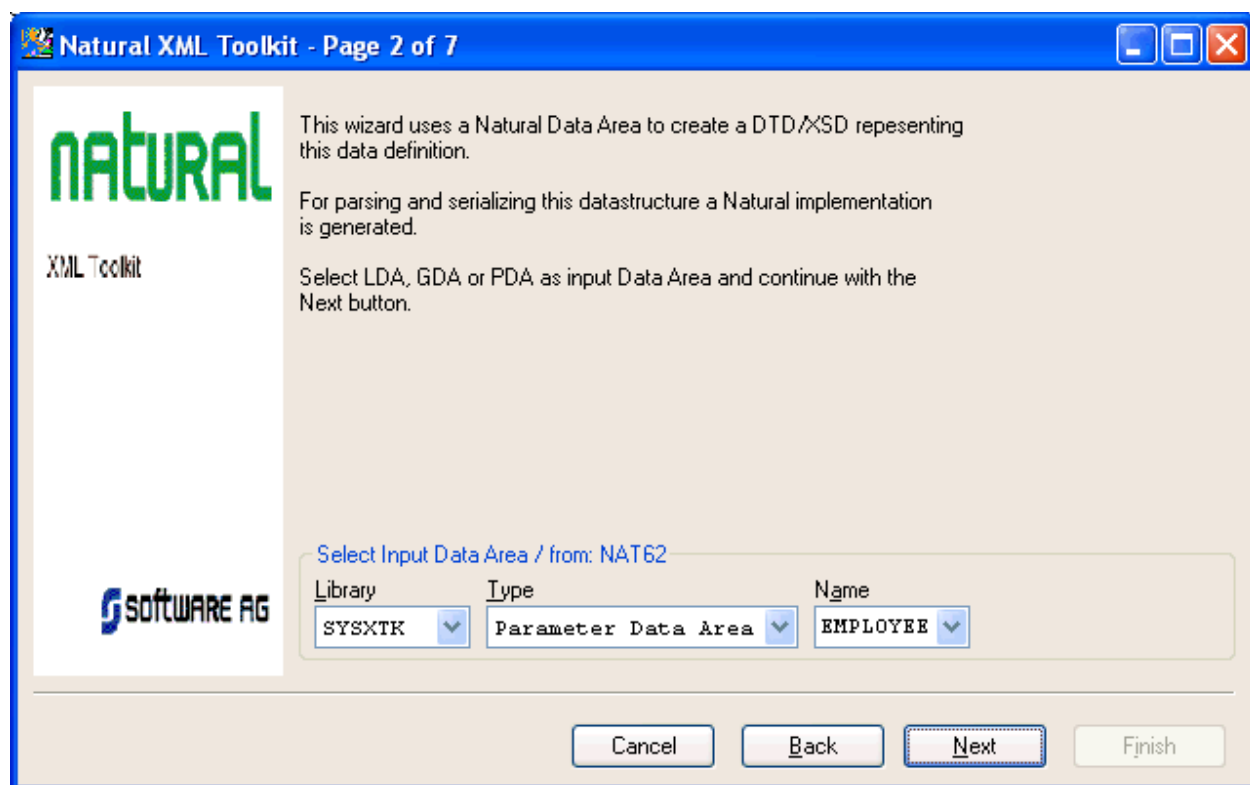 Natural XML Toolkit - Page 2 of 7
natural
XML Toolkit
software AG
This wizard uses a Natural Data Area to create a DTD/XSD repesenting
this data definition.
For parsing and serializing this datastructure a Natural implementation
is generated.
Select LDA, GDA or PDA as input Data Area and continue with the
Next button.
Select Input Data Area / from: NAT62
Library Type Name
SYSXTK Parameter Data Area EMPLOYEE
Cancel Back Next Finish